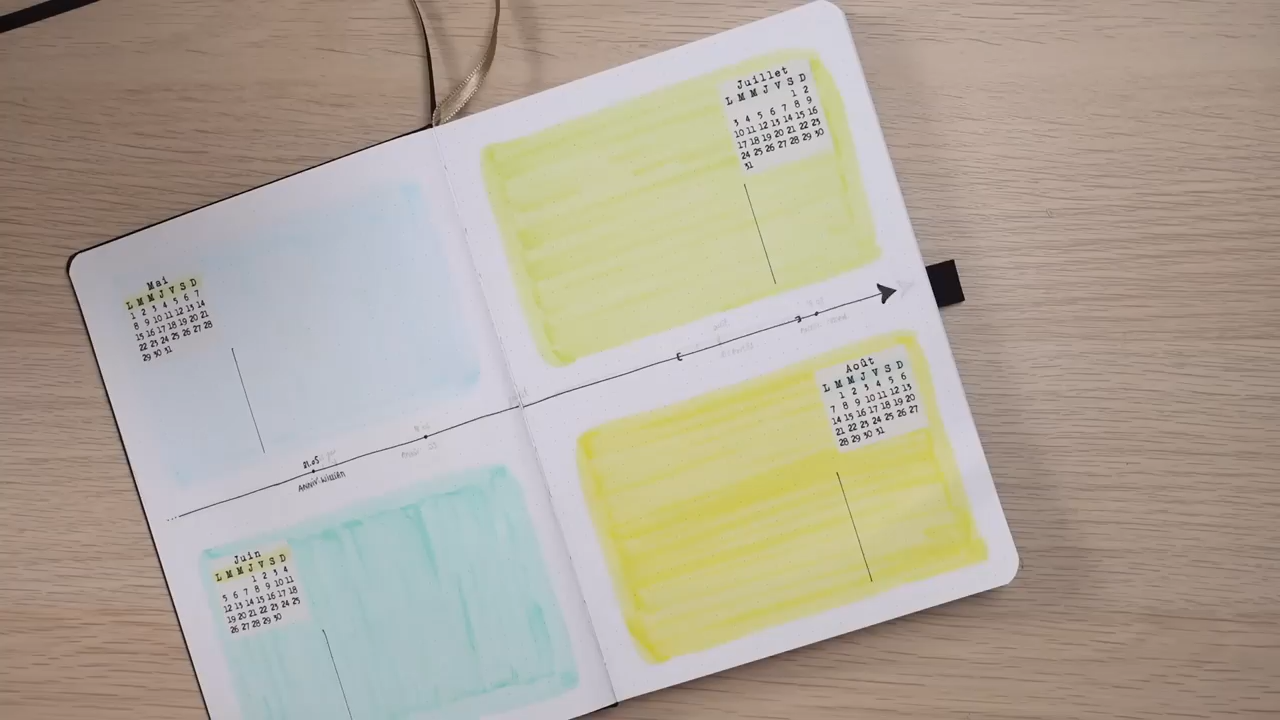 Mai
L M M J V S D
1 2 3 4 5 6 7
8 9 10 11 12 13 14
15 16 17 18 19 20 21
22 23 24 25 26 27 28
29 30 31
21.05
ANNIV.
Juin
L M M J V S D
1 2 3 4
5 6 7 8 9 10 11
12 13 14 15 16 17 18
19 20 21 22 23 24 25
26 27 28 29 30
Juillet
L M M J V S D
1 2
3 4 5 6 7 8 9
10 11 12 13 14 15 16
17 18 19 20 21 22 23
24 25 26 27 28 29 30
31
Août
L M M J V S D
1 2 3 4 5 6
7 8 9 10 11 12 13
14 15 16 17 18 19 20
21 22 23 24 25 26 27
28 29 30 31